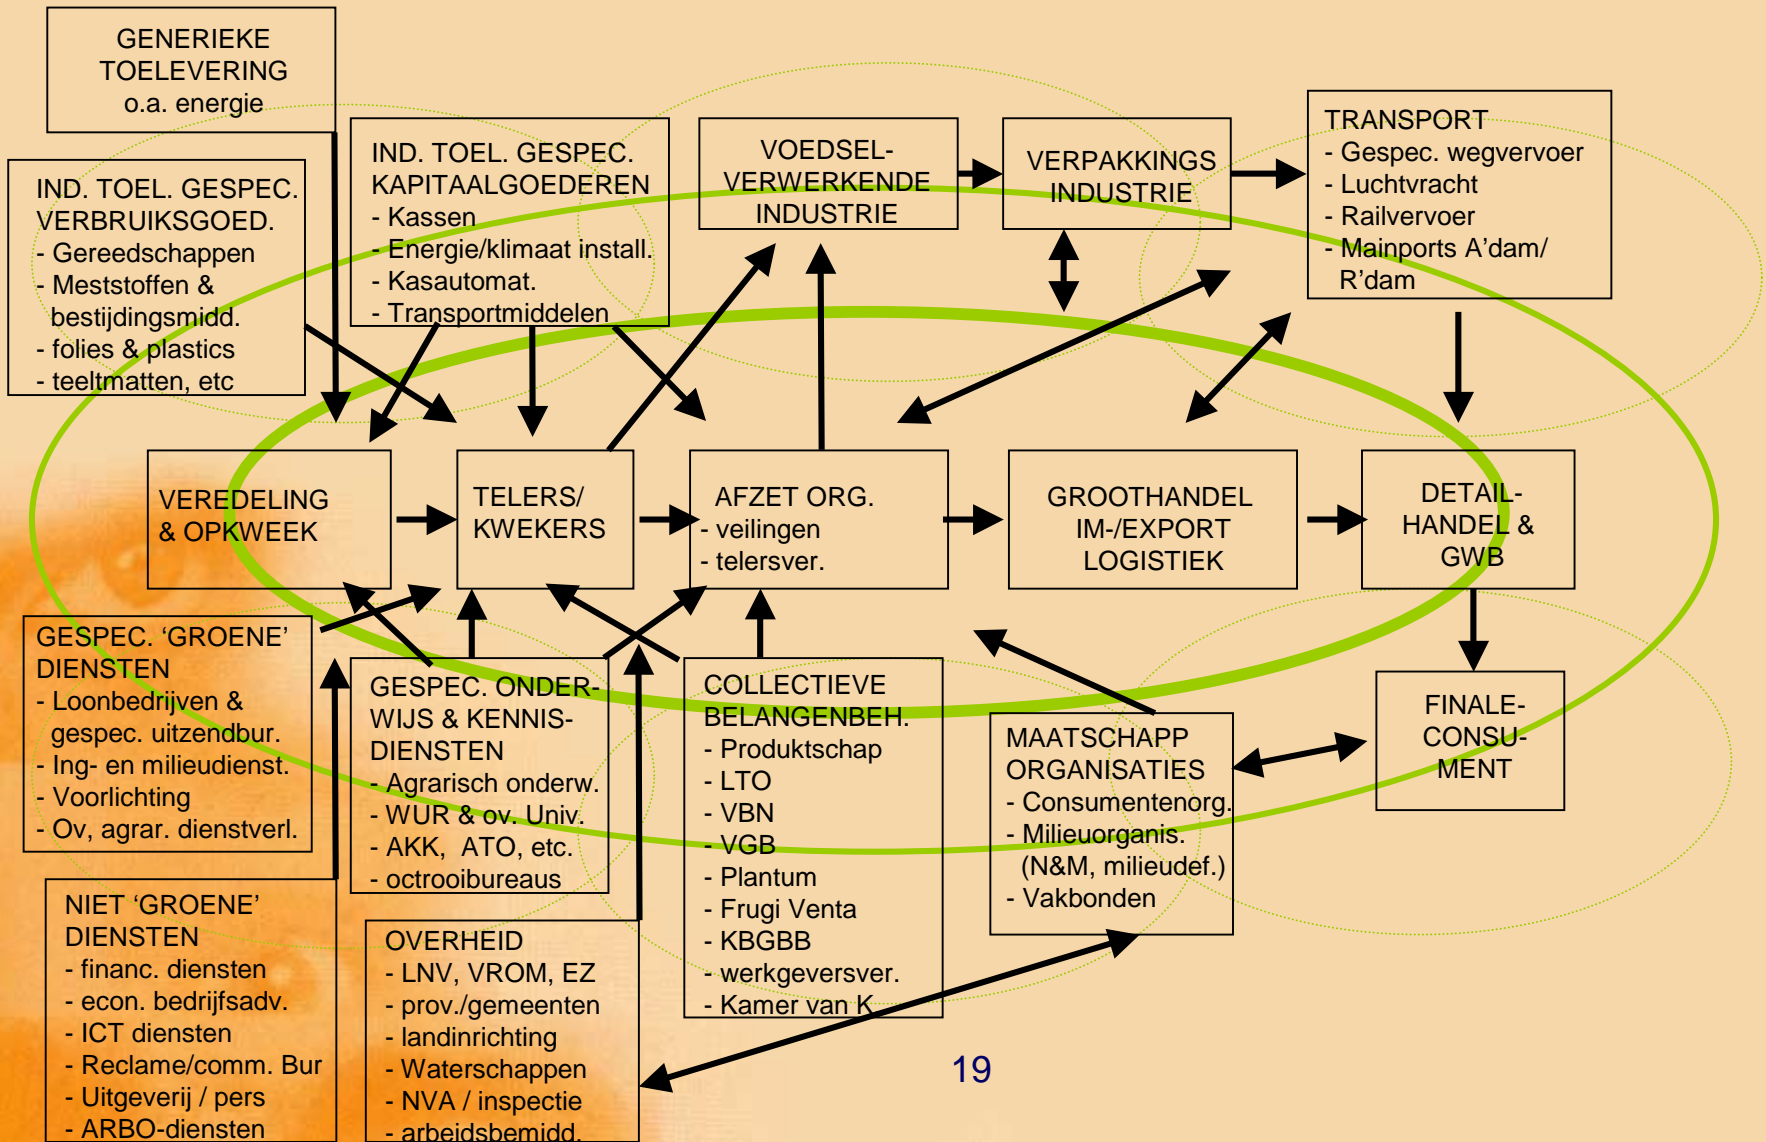 GENERIEKE
TOELEVERING
o.a. energie
IND. TOEL. GESPEC.
VERBRUIKSGOED.
- Gereedschappen
- Meststoffen &
bestijdingsmidd.
- folies & plastics
- teeltmatten, etc
IND. TOEL. GESPEC.
KAPITAALGOEDEREN
- Kassen
- Energie/klimaat install.
- Kasautomat.
- Transportmiddelen
VOEDSEL-
VERWERKENDE
INDUSTRIE
VERPAKKINGS
INDUSTRIE
TRANSPORT
- Gespec. wegvervoer
- Luchtvracht
- Railvervoer
- Mainports A'dam/
R'dam
VEREDELING
& OPKWEEK
TELERS/
KWEKERS
AFZET ORG.
- veilingen
- telersver.
GROOTHANDEL
IM-/EXPORT
LOGISTIEK
DETAIL-
HANDEL &
GWB
GESPEC. ‘GROENE’
DIENSTEN
- Loonbedrijven &
gespec. uitzendbur.
- Ing- en milieudienst.
- Voorlichting
- Ov, agrar. dienstverl.
GESPEC. ONDER-
WIJS & KENNIS-
DIENSTEN
- Agrarisch onderw.
- WUR & ov. Univ.
- AKK, ATO, etc.
- octrooibureaus
COLLECTIEVE
BELANGENBEH.
- Produktschap
- LTO
- VBN
- VGB
- Plantum
- Frugi Venta
- KBGBB
- werkgeversver.
- Kamer van K
MAATSCHAPP
ORGANISATIES
- Consumentenorg.
- Milieuorganis.
(N&M, milieudef.)
- Vakbonden
FINALE-
CONSU-
MENT
NIET ‘GROENE’
DIENSTEN
- financ. diensten
- econ. bedrijfsadv.
- ICT diensten
- Reclame/comm. Bur
- Uitgeverij / pers
- ARBO-diensten
OVERHEID
- LNV, VROM, EZ
- prov./gemeenten
- landinrichting
- Waterschappen
- NVA / inspectie
- arbeidsbemidd.
19